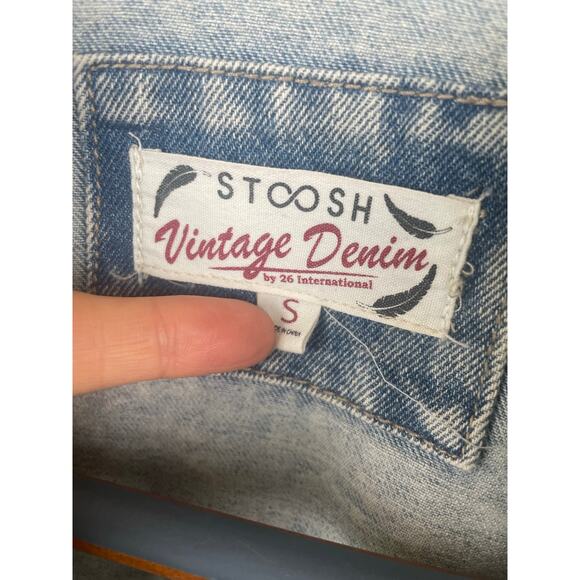 STOOSH
Vintage Denim
by 26 International
S